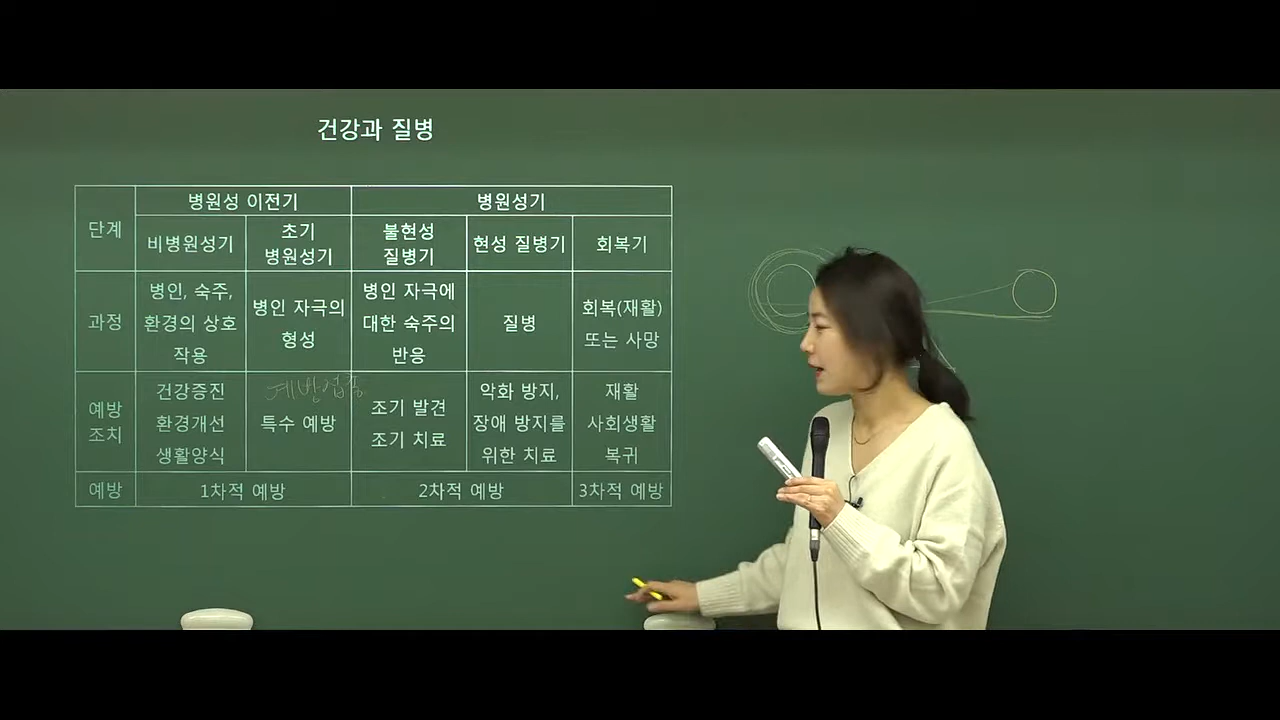 건강과 질병
단계
병원성 이전기
병원성기
비병원성기
초기
병원성기
불현성
질병기
현성 질병기
회복기
과정
병인, 숙주,
환경의 상호
작용
병인 자극의
형성
병인 자극에
대한 숙주의
반응
질병
회복(재활)
또는 사망
예방
조치
건강증진
환경개선
생활양식
예방접종
특수 예방
조기 발견
조기 치료
악화 방지,
장애 방지를
위한 치료
재활
사회생활
복귀
예방
1차적 예방
2차적 예방
3차적 예방